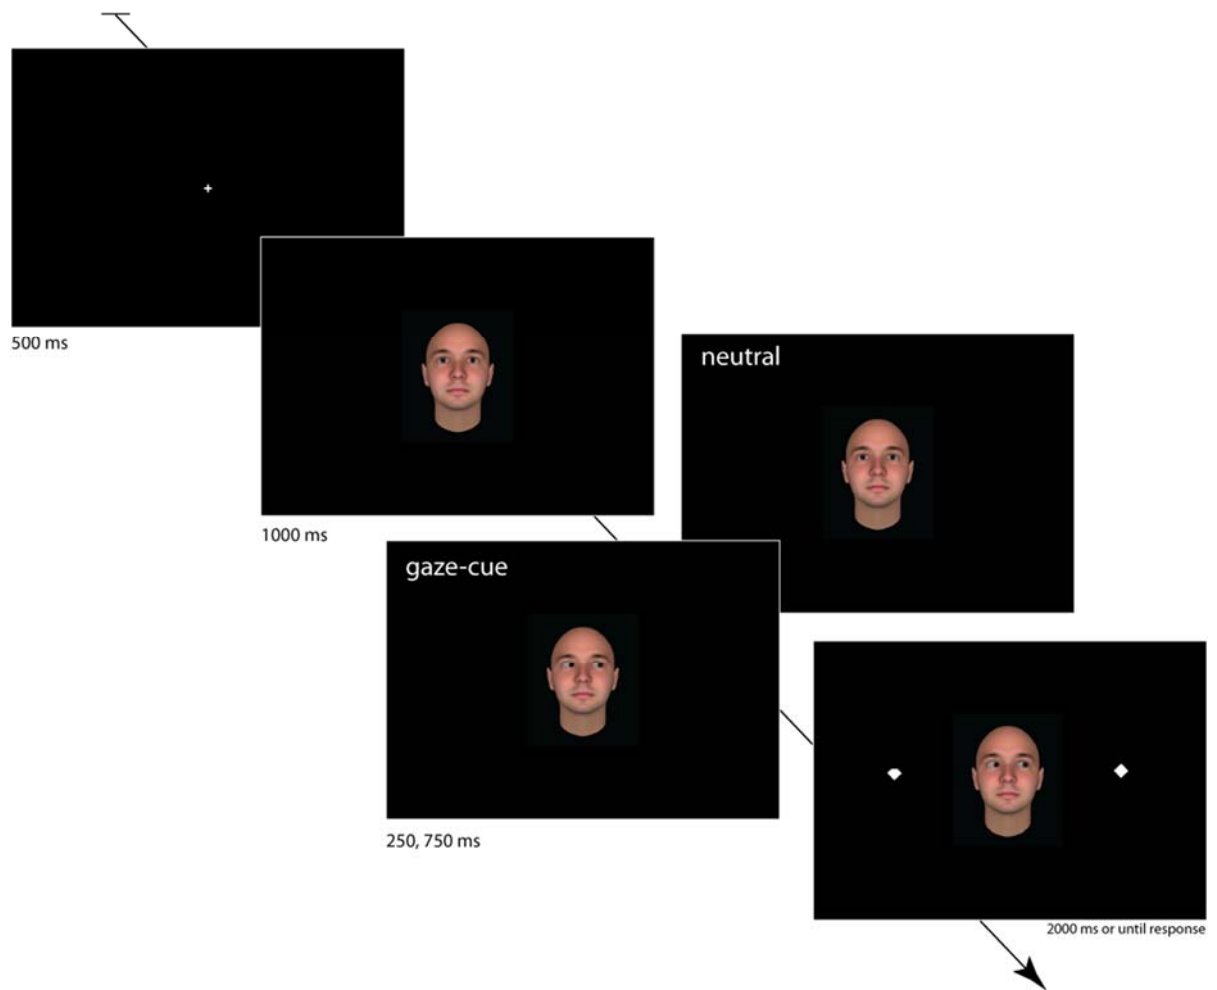 500 ms
1000 ms
neutral
gaze-cue
250, 750 ms
2000 ms or until response